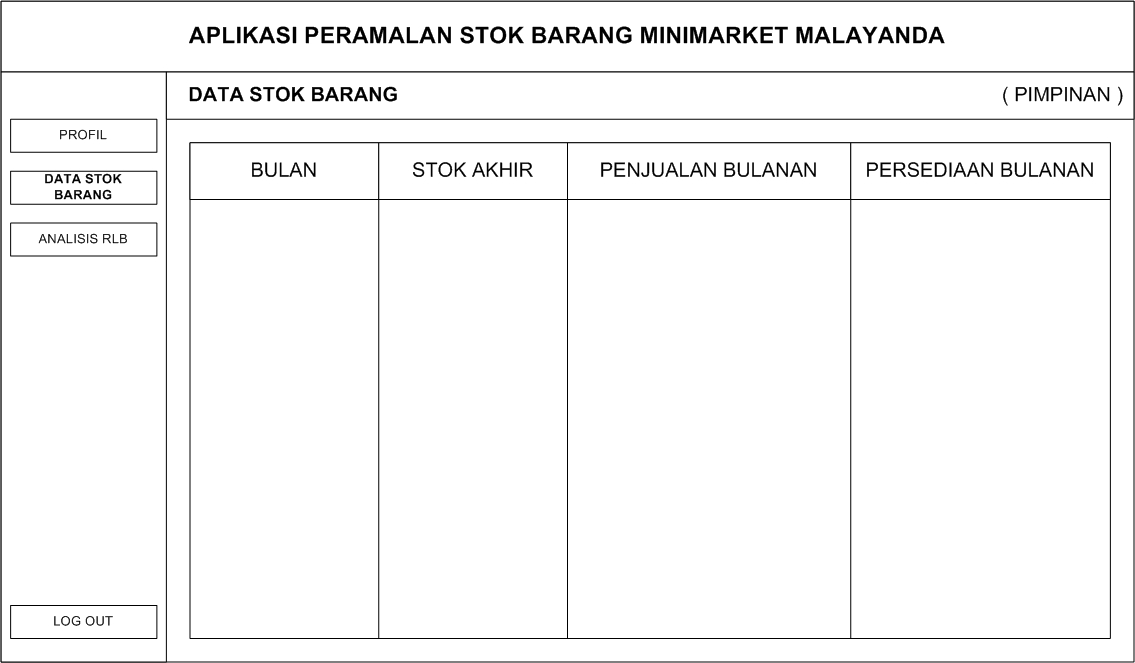 APLIKASI PERAMALAN STOK BARANG MINIMARKET MALAYANDA
DATA STOK BARANG
( PIMPINAN )
PROFIL
DATA STOK
BARANG
ANALISIS RLB
LOG OUT
BULAN
STOK AKHIR
PENJUALAN BULANAN
PERSEDIAAN BULANAN